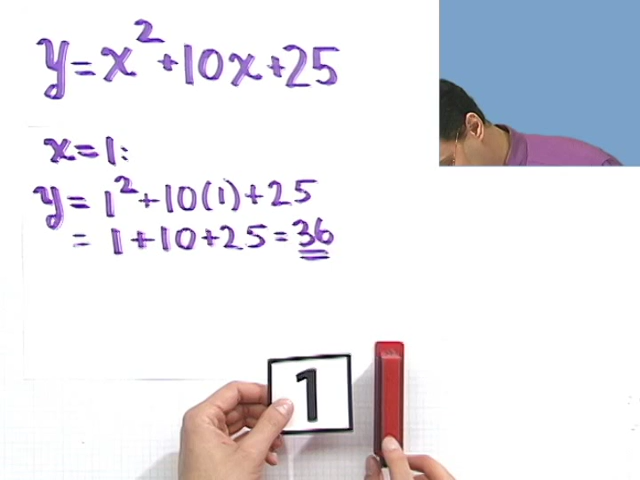 y=x²+10x+25
x=1:
y=1²+10(1)+25
=1+10+25=36
1